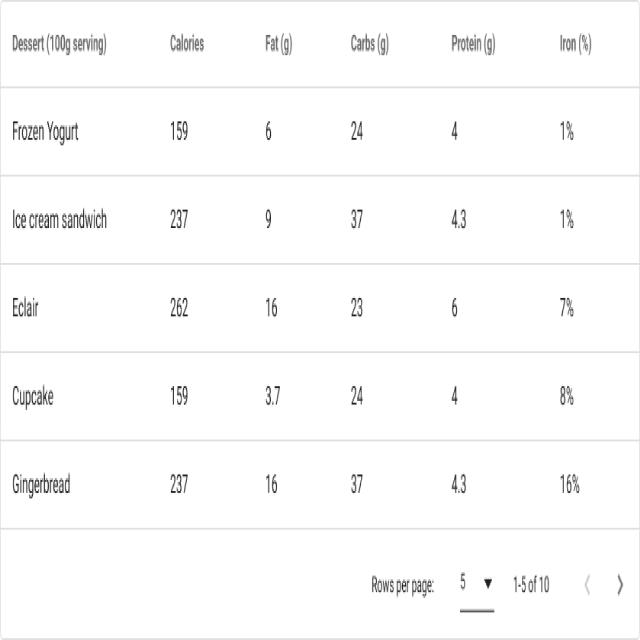 Dessert (100g serving) Calories Fat (g) Carbs (g) Protein (g) Iron (%)
Frozen Yogurt 159 6 24 4 1%
Ice cream sandwich 237 9 37 4.3 1%
Eclair 262 16 23 6 7%
Cupcake 159 3.7 24 4 8%
Gingerbread 237 16 37 4.3 16%
Rows per page: 5 1-5 of 10